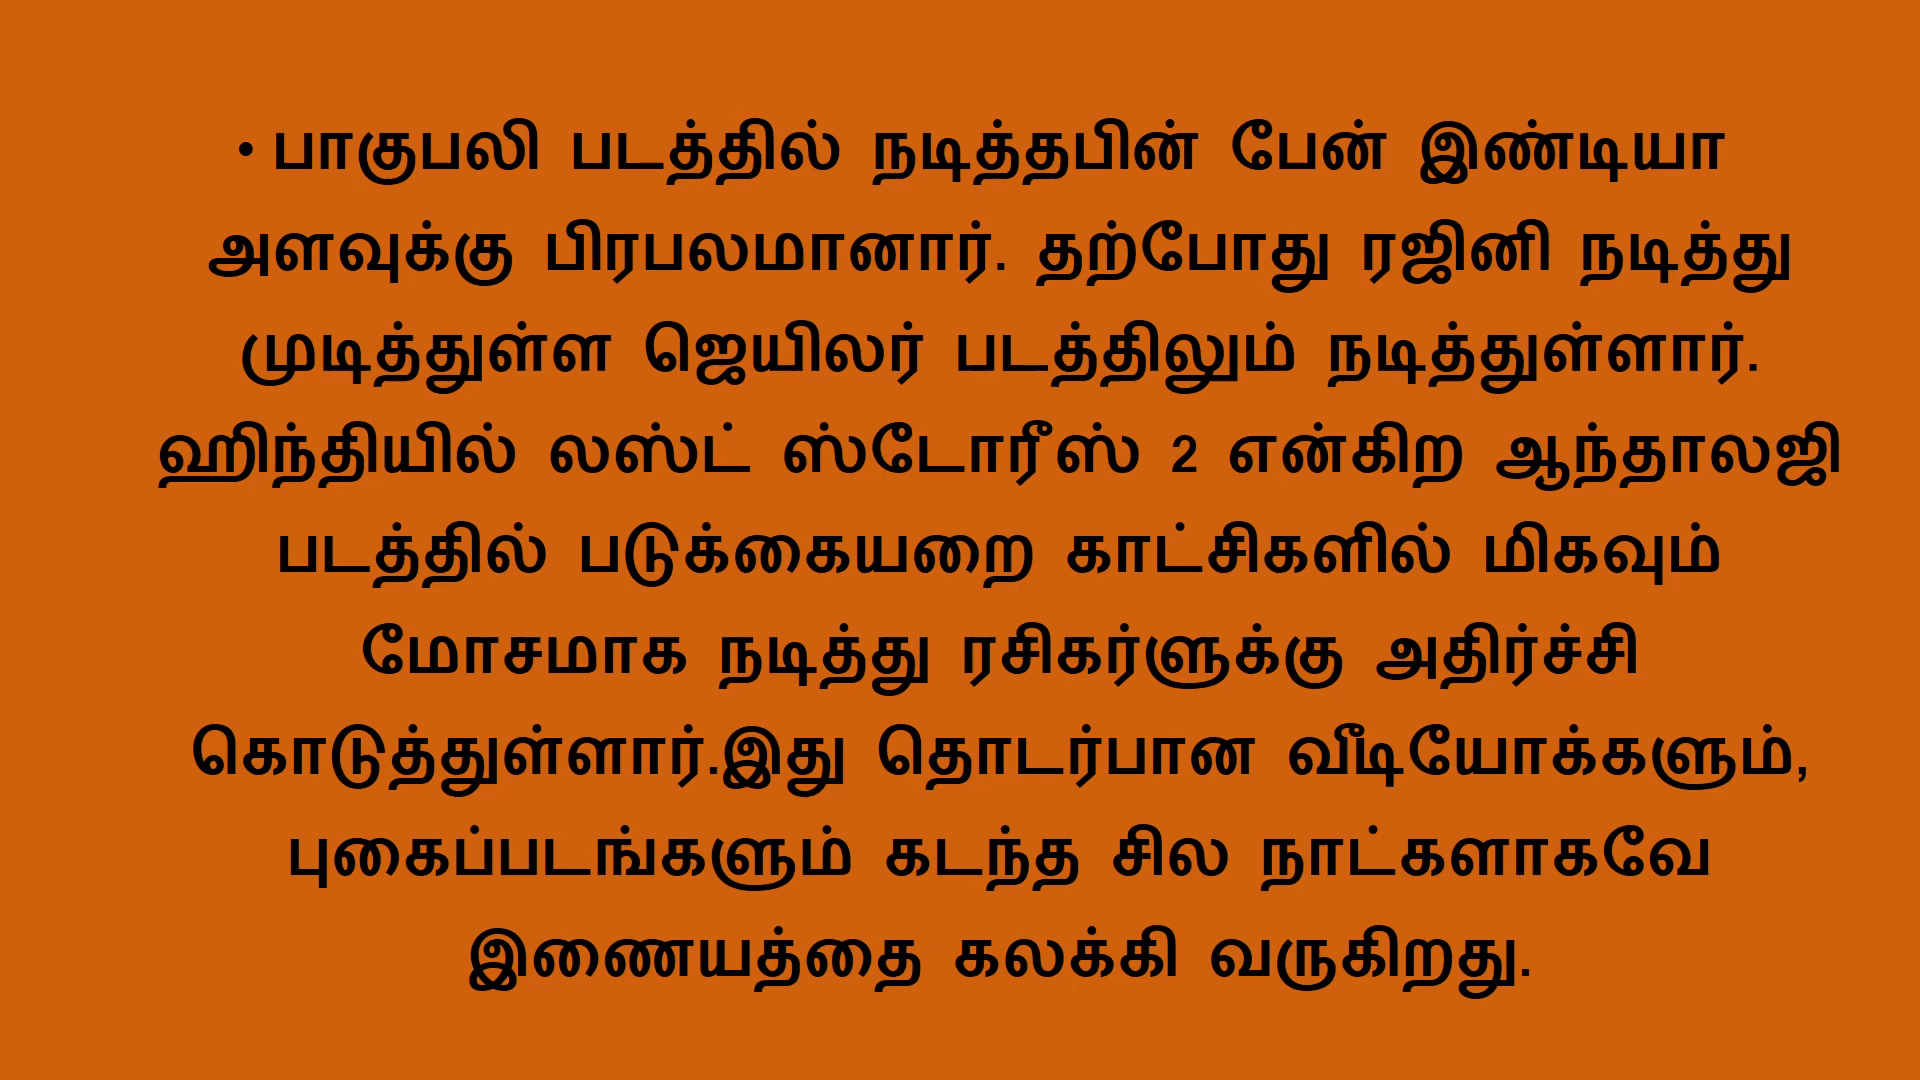 • பாகுபலி படத்தில் நடித்தபின் பேன் இண்டியா
அளவுக்கு பிரபலமானார். தற்போது ரஜினி நடித்து
முடித்துள்ள ஜெயிலர் படத்திலும் நடித்துள்ளார்.
ஹிந்தியில் லஸ்ட் ஸ்டோரீஸ் 2 என்கிற ஆந்தாலஜி
படத்தில் படுக்கையறை காட்சிகளில் மிகவும்
மோசமாக நடித்து ரசிகர்ளுக்கு அதிர்ச்சி
கொடுத்துள்ளார்.இது தொடர்பான வீடியோக்களும்,
புகைப்படங்களும் கடந்த சில நாட்களாகவே
இணையத்தை கலக்கி வருகிறது.